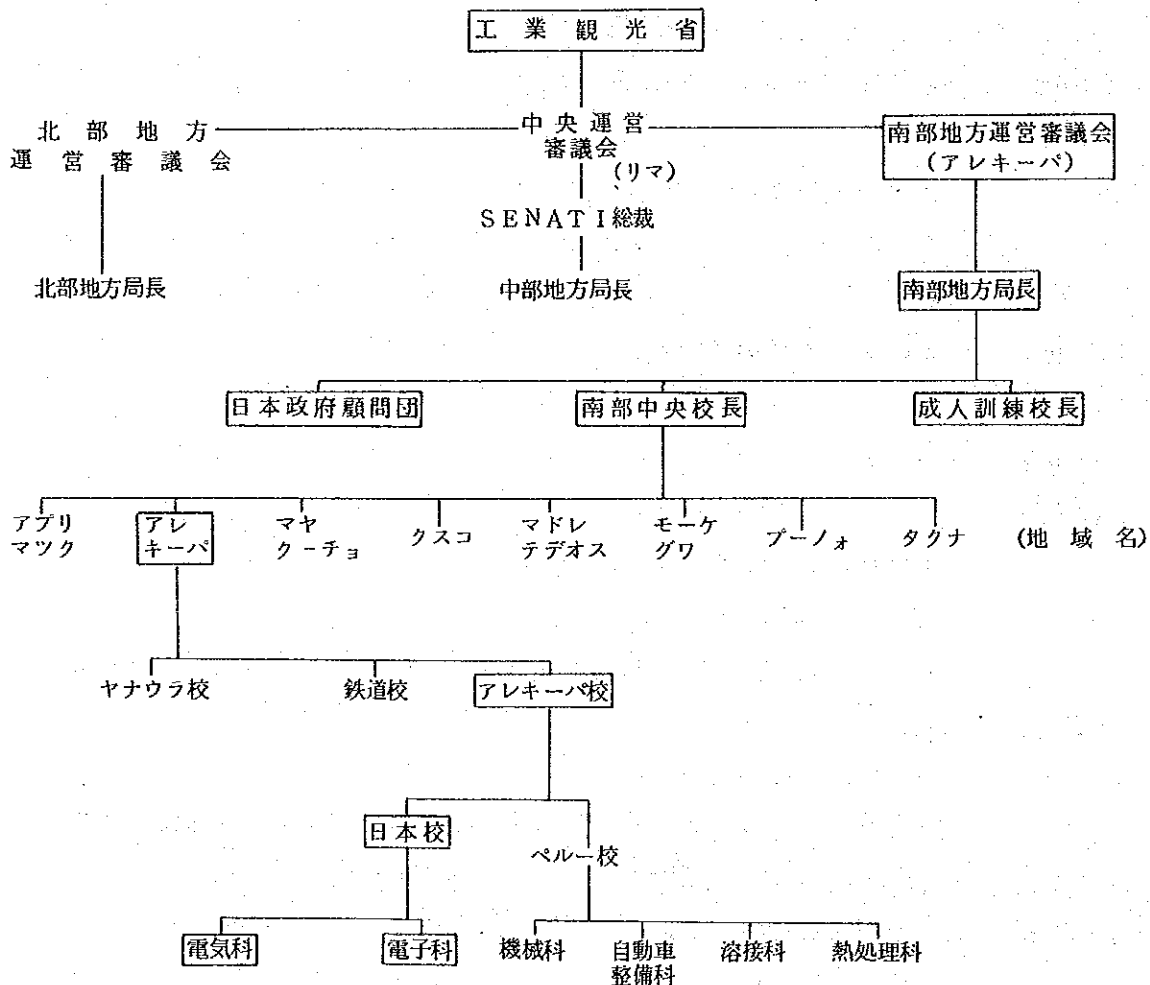 工業観光省
北部地方
運営審議会
中央運営
審議会
(リマ)
南部地方運営審議会
(アレキーパ)
SENATI総裁
北部地方局長
中部地方局長
南部地方局長
日本政府顧問団
南部中央校長
成人訓練校長
アプリ
マツク
アレ
キーパ
マヤ
クーチョ
クスコ
マドレ
テデオス
モーケ
グワ
プーノォ
タクナ
(地域名)
ヤナウラ校
鉄道校
アレキーパ校
日本校
ペルー校
電気科
電子科
機械科
自動車
整備科
溶接科
熱処理科